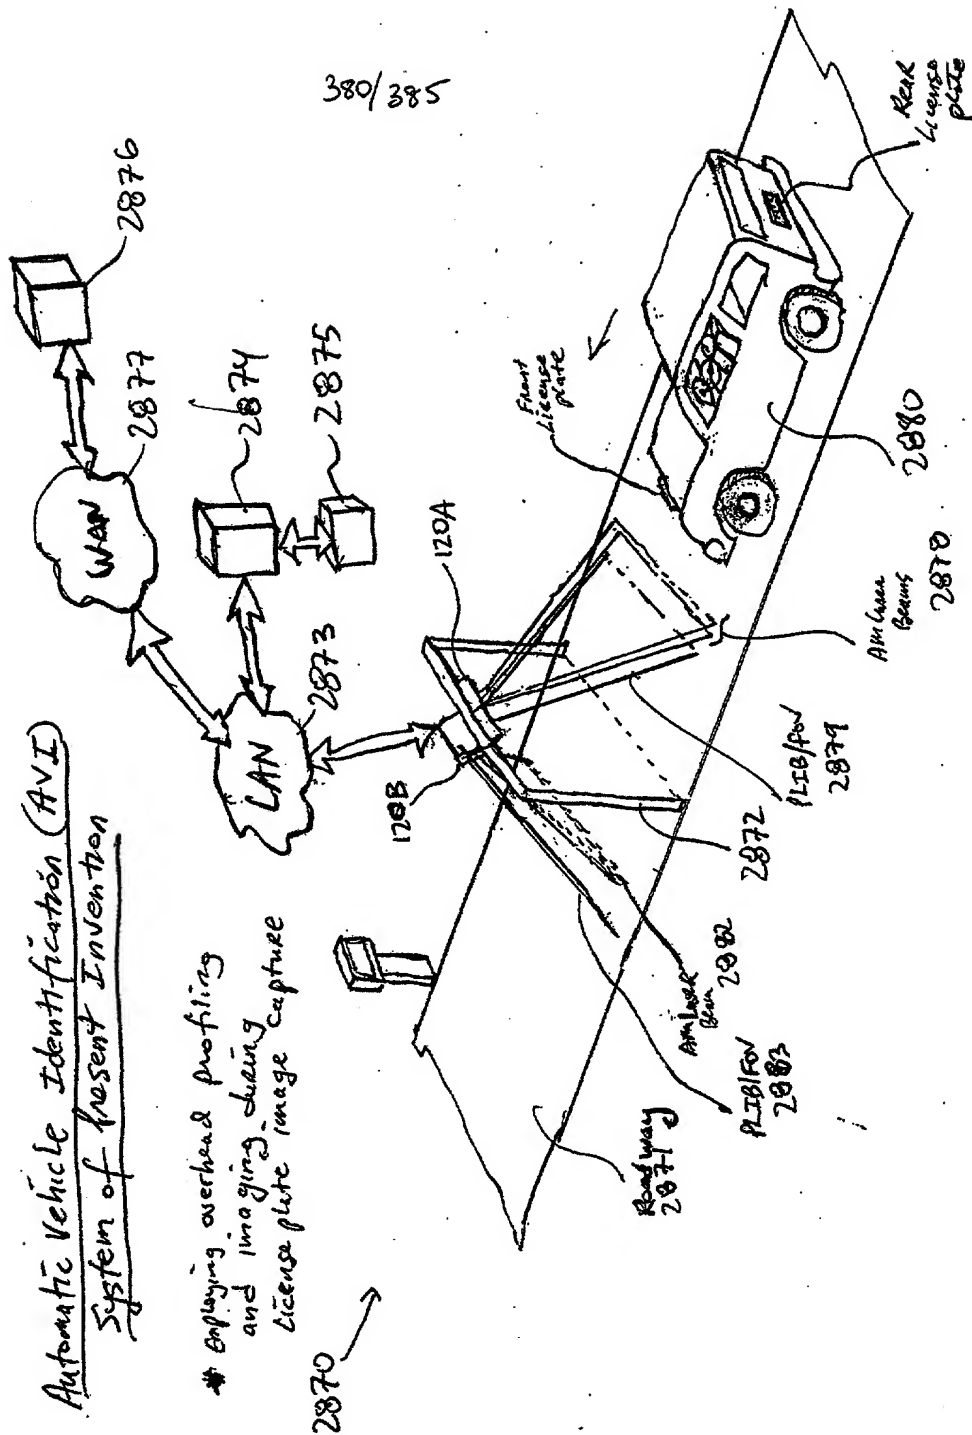 Automatic Vehicle Identification (AVI)
System of Present Invention
* Employing overhead profiling
and imaging during
License plate image capture
2870
380/385
2876
2877
WAN
2874
2875
LAN
2873
120A
120B
Front
License
plate
Rear
License
plate
2880
AM Laser
Beams
2878
PLIB/FOV
2879
2872
AM Laser
Beam
2882
PLIB/FOV
2883
Roadway
2871